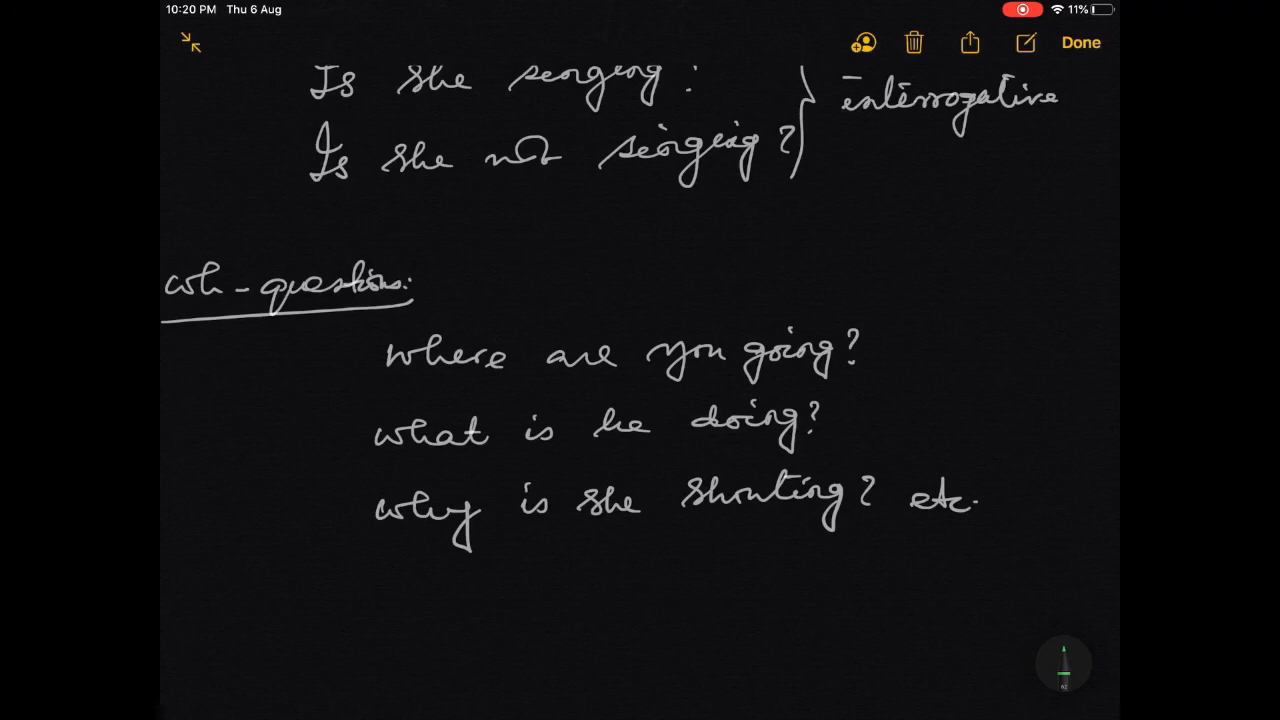 10:20 PM Thu 6 Aug 11%
Done
Is she singing?
interrogative
Is she not singing?
wh-questions:
where are you going?
what is he doing?
why is she shouting? etc.
62